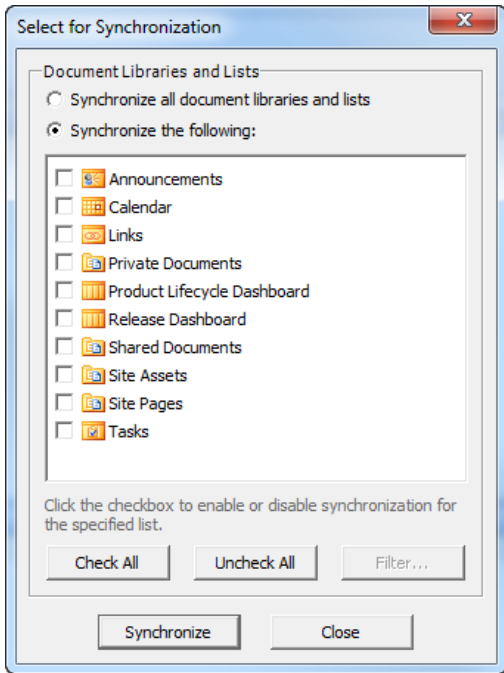 Select for Synchronization
Document Libraries and Lists
Synchronize all document libraries and lists
Synchronize the following:
Announcements
Calendar
Links
Private Documents
Product Lifecycle Dashboard
Release Dashboard
Shared Documents
Site Assets
Site Pages
Tasks
Click the checkbox to enable or disable synchronization for
the specified list.
Check All Uncheck All Filter...
Synchronize Close